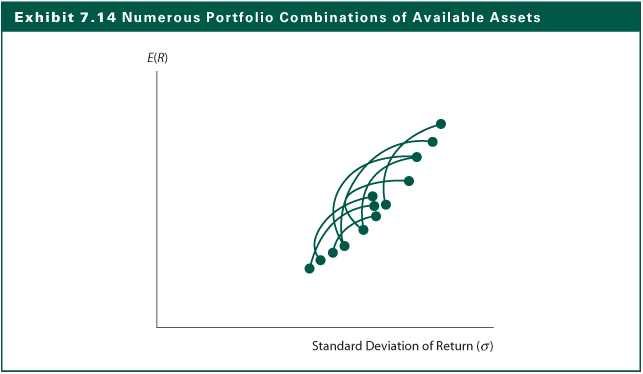 Exhibit 7.14 Numerous Portfolio Combinations of Available Assets
E(R)
Standard Deviation of Return (σ)